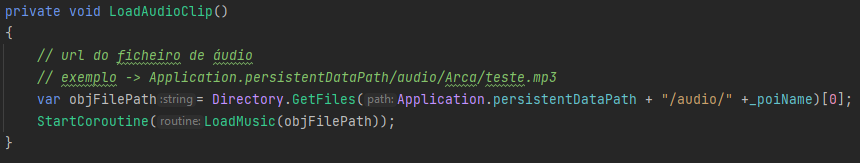 private void LoadAudioClip()
{
// url do ficheiro de áudio
// exemplo -> Application.persistentDataPath/audio/Arca/teste.mp3
var objFilePath :string = Directory.GetFiles( path: Application.persistentDataPath + "/audio/" +_poiName)[0];
StartCoroutine( routine: LoadMusic(objFilePath));
}